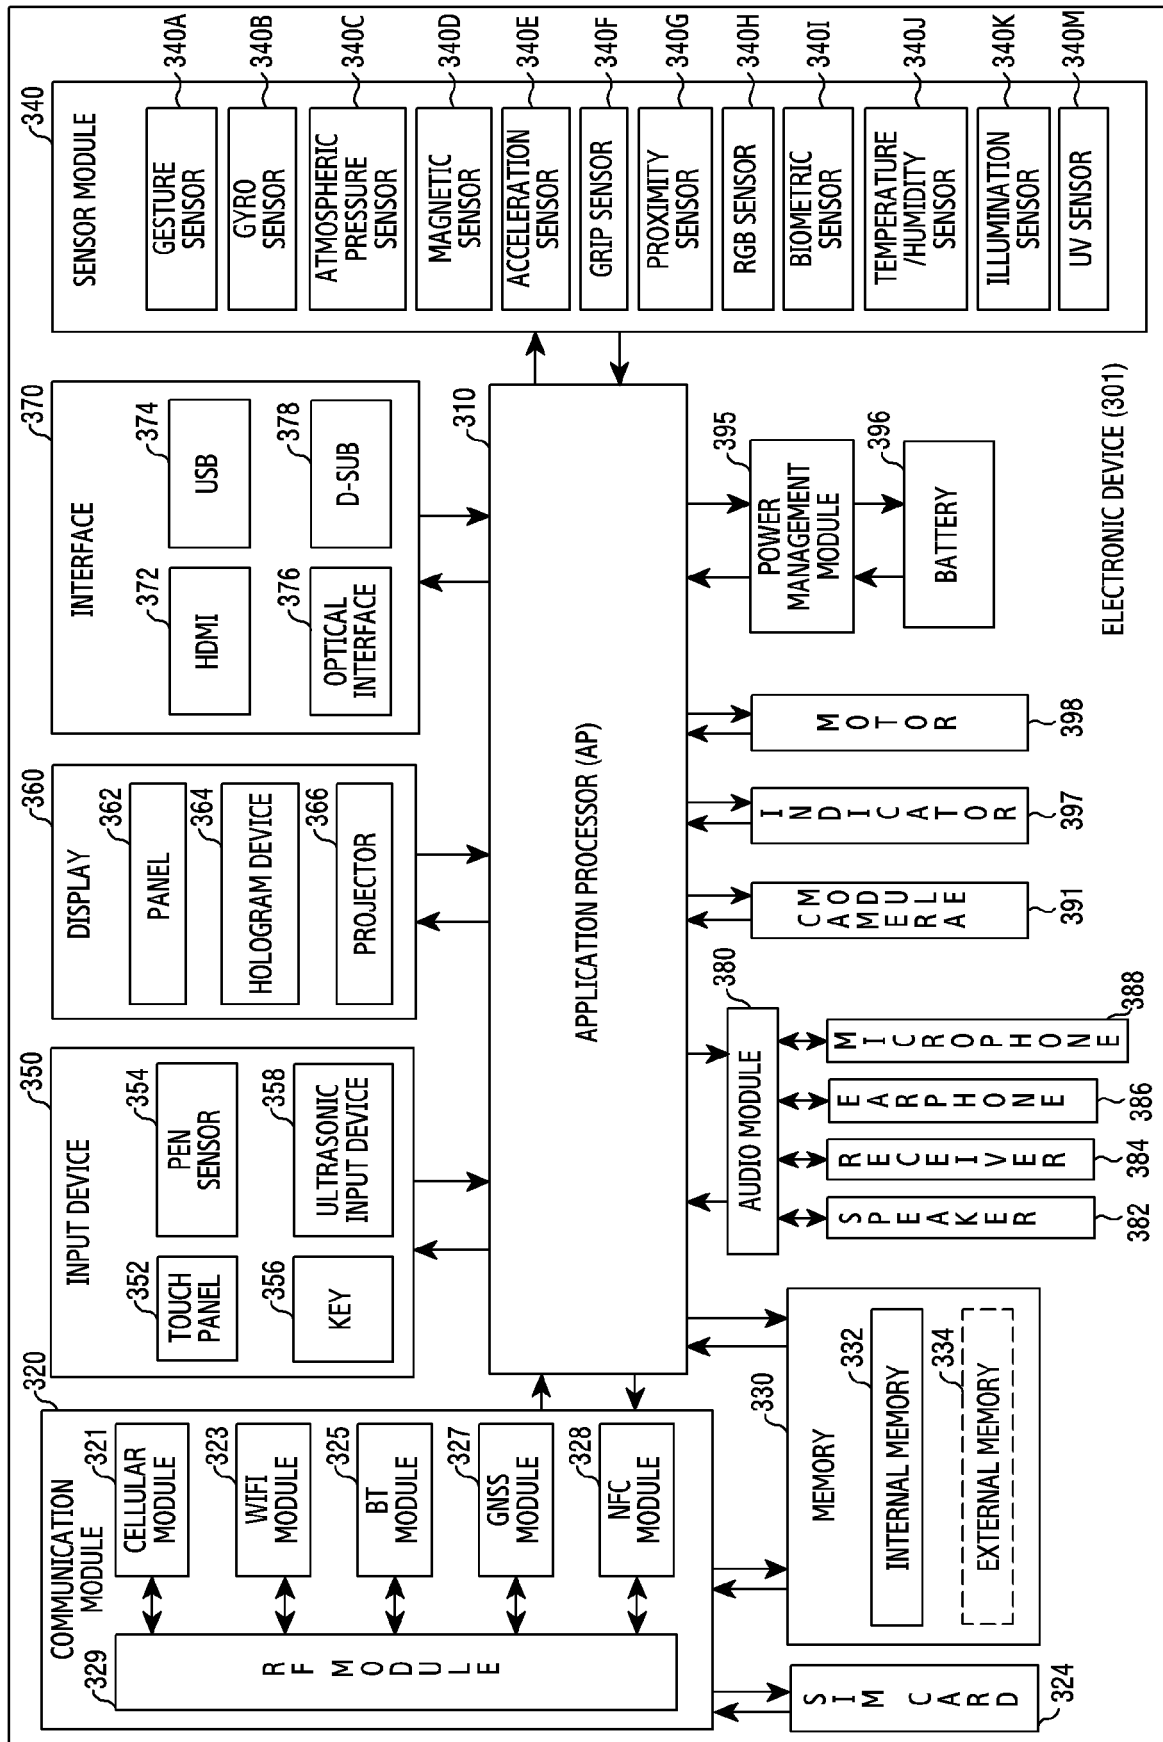 COMMUNICATION
MODULE
320
329
RF MODULE
321
CELLULAR
MODULE
323
WIFI
MODULE
325
BT
MODULE
327
GNSS
MODULE
328
NFC
MODULE
SIM CARD
324
INPUT DEVICE
350
352
TOUCH
PANEL
354
PEN
SENSOR
356
KEY
358
ULTRASONIC
INPUT DEVICE
DISPLAY
360
362
PANEL
364
HOLOGRAM DEVICE
366
PROJECTOR
INTERFACE
370
372
HDMI
374
USB
376
OPTICAL
INTERFACE
378
D-SUB
SENSOR MODULE
340
GESTURE
SENSOR
340A
GYRO
SENSOR
340B
ATMOSPHERIC
PRESSURE
SENSOR
340C
MAGNETIC
SENSOR
340D
ACCELERATION
SENSOR
340E
GRIP SENSOR
340F
PROXIMITY
SENSOR
340G
RGB SENSOR
340H
BIOMETRIC
SENSOR
340I
TEMPERATURE
/HUMIDITY
SENSOR
340J
ILLUMINATION
SENSOR
340K
UV SENSOR
340M
310
APPLICATION PROCESSOR (AP)
330
MEMORY
332
INTERNAL MEMORY
334
EXTERNAL MEMORY
380
AUDIO MODULE
SPEAKER
382
RECEIVER
384
EARPHONE
386
MICROPHONE
388
CAMERA
MODULE
391
INDICATOR
397
MOTOR
398
395
POWER
MANAGEMENT
MODULE
396
BATTERY
ELECTRONIC DEVICE (301)